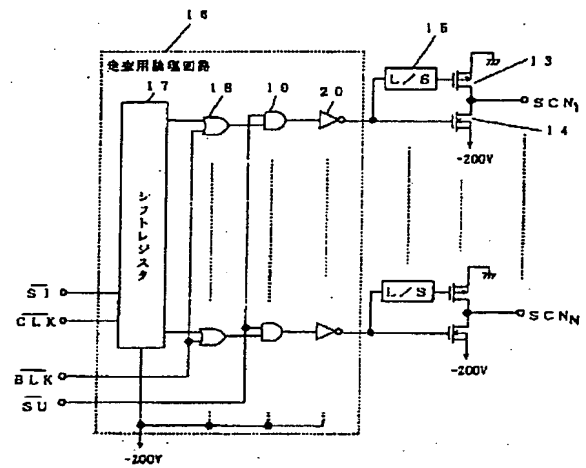 16
走査用論理回路
17
18
10
20
15
L/S
13
SCN1
14
-200V
シフトレジスタ
SI
CLK
BLK
SU
L/S
SCNN
-200V
-200V